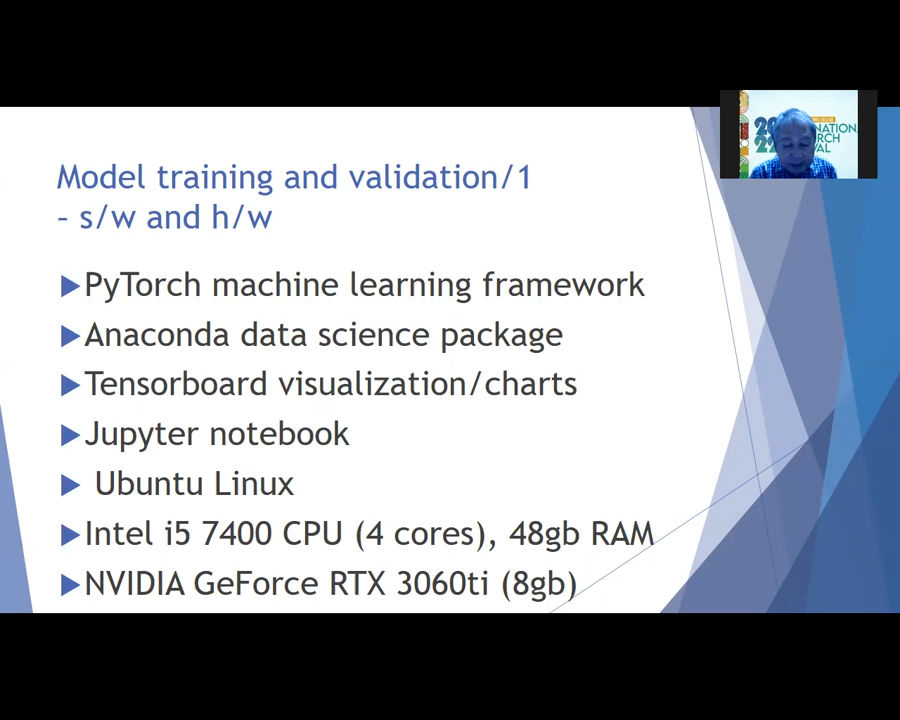 Model training and validation/1
– s/w and h/w
PyTorch machine learning framework
Anaconda data science package
Tensorboard visualization/charts
Jupyter notebook
Ubuntu Linux
Intel i5 7400 CPU (4 cores), 48gb RAM
NVIDIA GeForce RTX 3060ti (8gb)